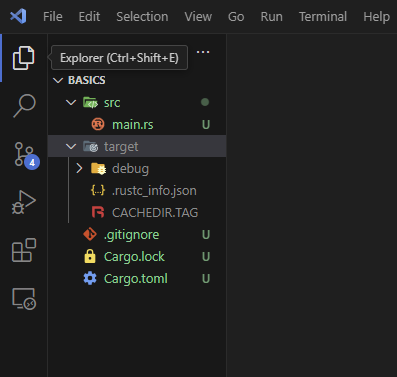 File Edit Selection View Go Run Terminal Help
Explorer (Ctrl+Shift+E) ...
BASICS
src
main.rs U
target
debug
{..} .rustc_info.json
CACHEDIR.TAG
.gitignore U
Cargo.lock U
Cargo.toml U
4